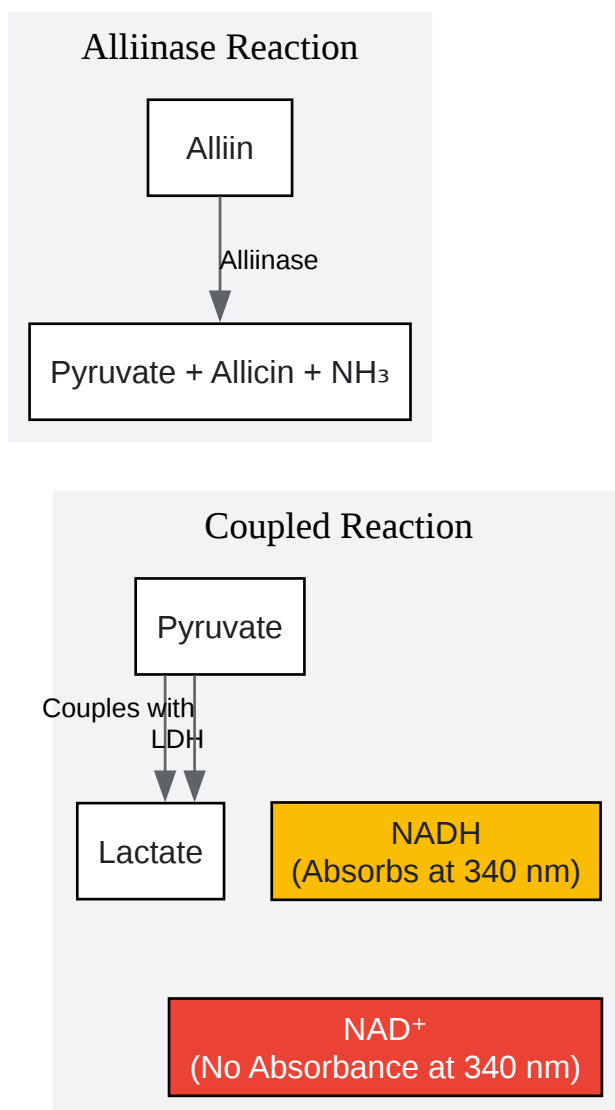 Alliinase Reaction
Alliin
Alliinase
Pyruvate + Allicin + NH₃
Coupled Reaction
Pyruvate
Couples with
LDH
Lactate
NADH
(Absorbs at 340 nm)
NAD⁺
(No Absorbance at 340 nm)